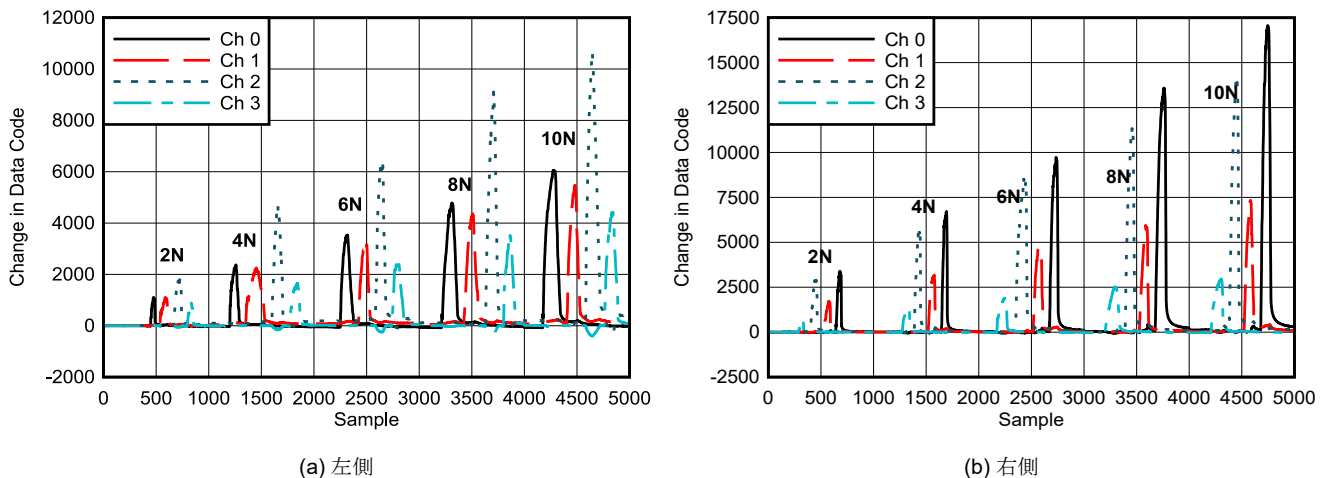 12000
10000
8000
6000
4000
2000
0
-2000
Change in Data Code
Ch 0
Ch 1
Ch 2
Ch 3
2N
4N
6N
8N
10N
0 500 1000 1500 2000 2500 3000 3500 4000 4500 5000
Sample
(a) 左側
17500
15000
12500
10000
7500
5000
2500
0
-2500
Change in Data Code
Ch 0
Ch 1
Ch 2
Ch 3
2N
4N
6N
8N
10N
0 500 1000 1500 2000 2500 3000 3500 4000 4500 5000
Sample
(b) 右側